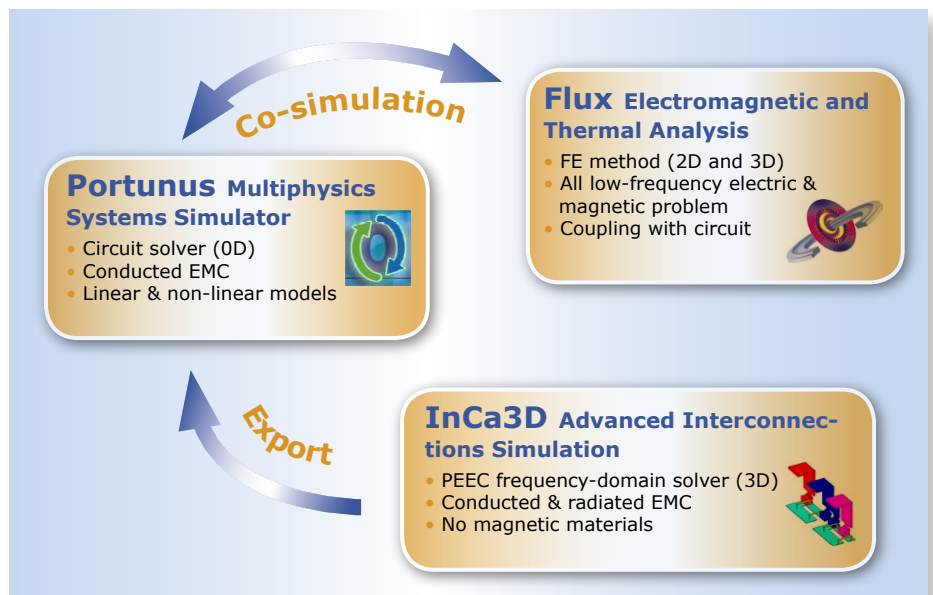 Co-simulation
Flux Electromagnetic and
Thermal Analysis
• FE method (2D and 3D)
• All low-frequency electric &
magnetic problem
• Coupling with circuit
Portunus Multiphysics
Systems Simulator
• Circuit solver (0D)
• Conducted EMC
• Linear & non-linear models
Export
InCa3D Advanced Interconnec-
tions Simulation
• PEEC frequency-domain solver (3D)
• Conducted & radiated EMC
• No magnetic materials